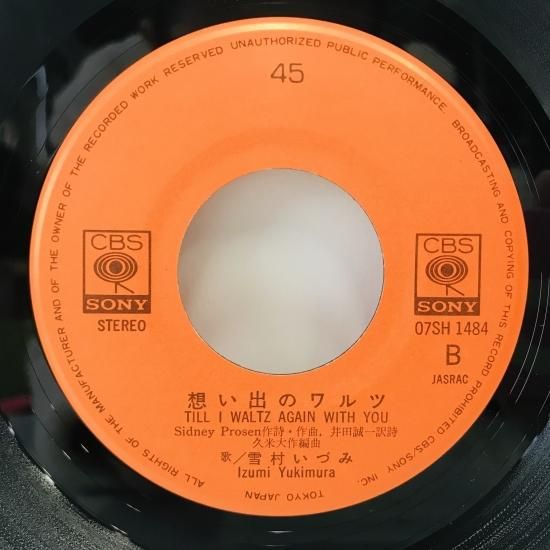 ALL RIGHTS OF THE MANUFACTURER AND OF THE OWNER OF THE RECORDED WORK RESERVED UNAUTHORIZED PUBLIC PERFORMANCE. BROADCASTING AND COPYING OF THIS RECORD PROHIBITED CBS/SONY INC. TOKYO JAPAN
45
CBS
SONY
STEREO
CBS
SONY
07SH 1484
B
JASRAC
想い出のワルツ
TILL I WALTZ AGAIN WITH YOU
Sidney Prosen作詩・作曲, 井田誠一訳詩
久米大作編曲
歌/雪村いづみ
Izumi Yukimura